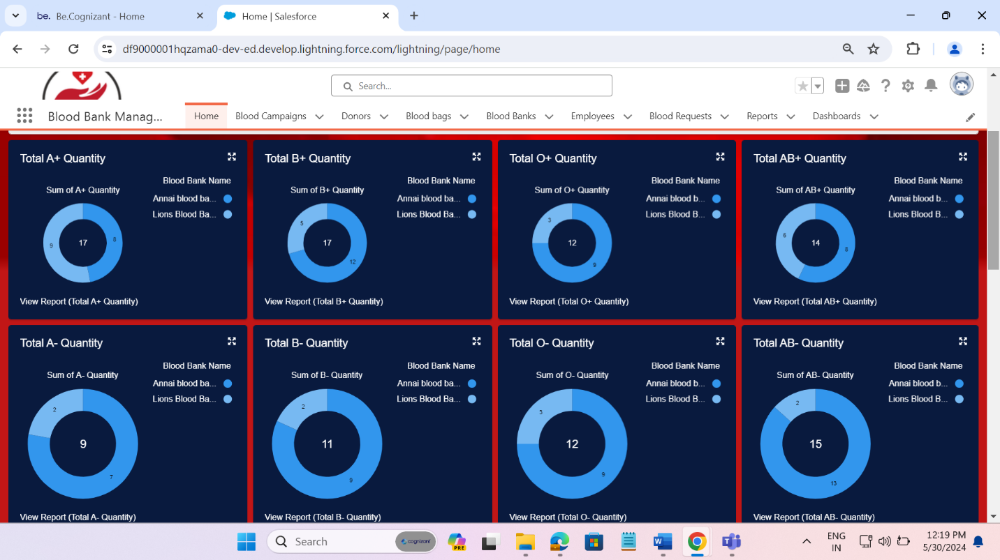 be. Be.Cognizant - Home
Home | Salesforce
df9000001hqzama0-dev-ed.develop.lightning.force.com/lightning/page/home
Search...
Blood Bank Manag...
Home Blood Campaigns Donors Blood bags Blood Banks Employees Blood Requests Reports Dashboards
Total A+ Quantity
Blood Bank Name
Sum of A+ Quantity
Annai blood ba...
Lions Blood Ba...
9 17 8
View Report (Total A+ Quantity)
Total B+ Quantity
Blood Bank Name
Sum of B+ Quantity
Annai blood ba...
Lions Blood Ba...
5
17
12
View Report (Total B+ Quantity)
Total O+ Quantity
Blood Bank Name
Sum of O+ Quantity
Annai blood b...
Lions Blood B...
3
12
9
View Report (Total O+ Quantity)
Total AB+ Quantity
Blood Bank Name
Sum of AB+ Quantity
Annai blood b...
Lions Blood B...
6
14
8
View Report (Total AB+ Quantity)
Total A- Quantity
Blood Bank Name
Sum of A- Quantity
Annai blood ba...
Lions Blood Ba...
2
9
7
View Report (Total A- Quantity)
Total B- Quantity
Blood Bank Name
Sum of B- Quantity
Annai blood ba...
Lions Blood Ba...
2
11
9
View Report (Total B- Quantity)
Total O- Quantity
Blood Bank Name
Sum of O- Quantity
Annai blood b...
Lions Blood B...
3
12
9
View Report (Total O- Quantity)
Total AB- Quantity
Blood Bank Name
Sum of AB- Quantity
Annai blood b...
Lions Blood B...
2
15
13
View Report (Total AB- Quantity)
Search
cognizant
PRE
ENG
IN
12:19 PM
5/30/2024